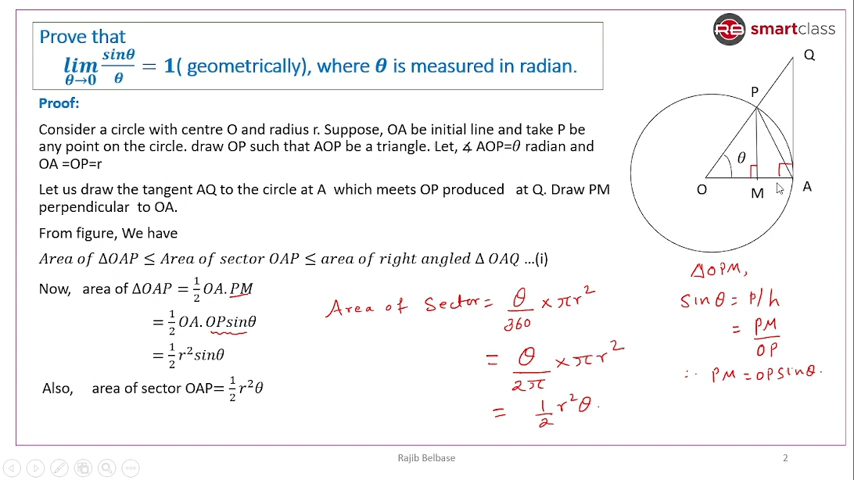 smartclass
Prove that
lim θ→0 sinθ/θ = 1( geometrically), where θ is measured in radian.
Proof:
Consider a circle with centre O and radius r. Suppose, OA be initial line and take P be
any point on the circle. draw OP such that AOP be a triangle. Let, ∡ AOP=θ radian and
OA =OP=r
Let us draw the tangent AQ to the circle at A which meets OP produced at Q. Draw PM
perpendicular to OA.
From figure, We have
Area of ΔOAP ≤ Area of sector OAP ≤ area of right angled Δ OAQ …(i)
Now, area of ΔOAP = 1/2 OA. PM
= 1/2 OA. OPsinθ
= 1/2 r² sinθ
Also, area of sector OAP= 1/2 r² θ
Area of Sector = θ/360 × πr²
= θ/2π × πr²
= 1/2 r² θ.
Q
P
θ
O
M
A
ΔOPM,
Sinθ = P/h
= PM/OP
∴ PM = OPSinθ.
Rajib Belbase
2